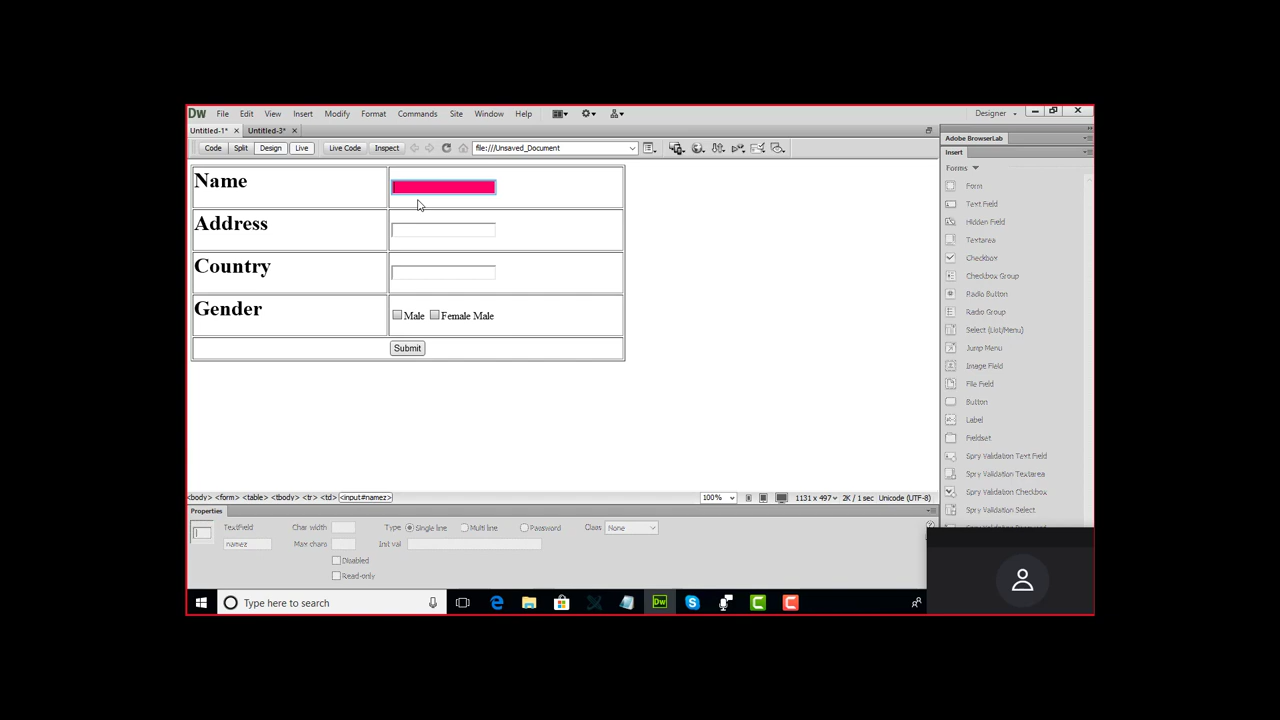 Dw File Edit View Insert Modify Format Commands Site Window Help Designer
Untitled-1* × Untitled-3* ×
Code Split Design Live Live Code Inspect file:///Unsaved_Document
Adobe BrowserLab
Insert
Forms
Form
Text Field
Hidden Field
Textarea
Checkbox
Checkbox Group
Radio Button
Radio Group
Select (List/Menu)
Jump Menu
Image Field
File Field
Button
Label
Fieldset
Spry Validation Text Field
Spry Validation Textarea
Spry Validation Checkbox
Spry Validation Select
Name
Address
Country
Gender Male Female Male
Submit
<body> <form> <table> <tbody> <tr> <td> <input#namez> 100% 1131 x 497 2K / 1 sec Unicode (UTF-8)
Properties
TextField Char width Type Single line Multi line Password Class None
namez Max chars Init val
Disabled
Read-only
Type here to search Dw